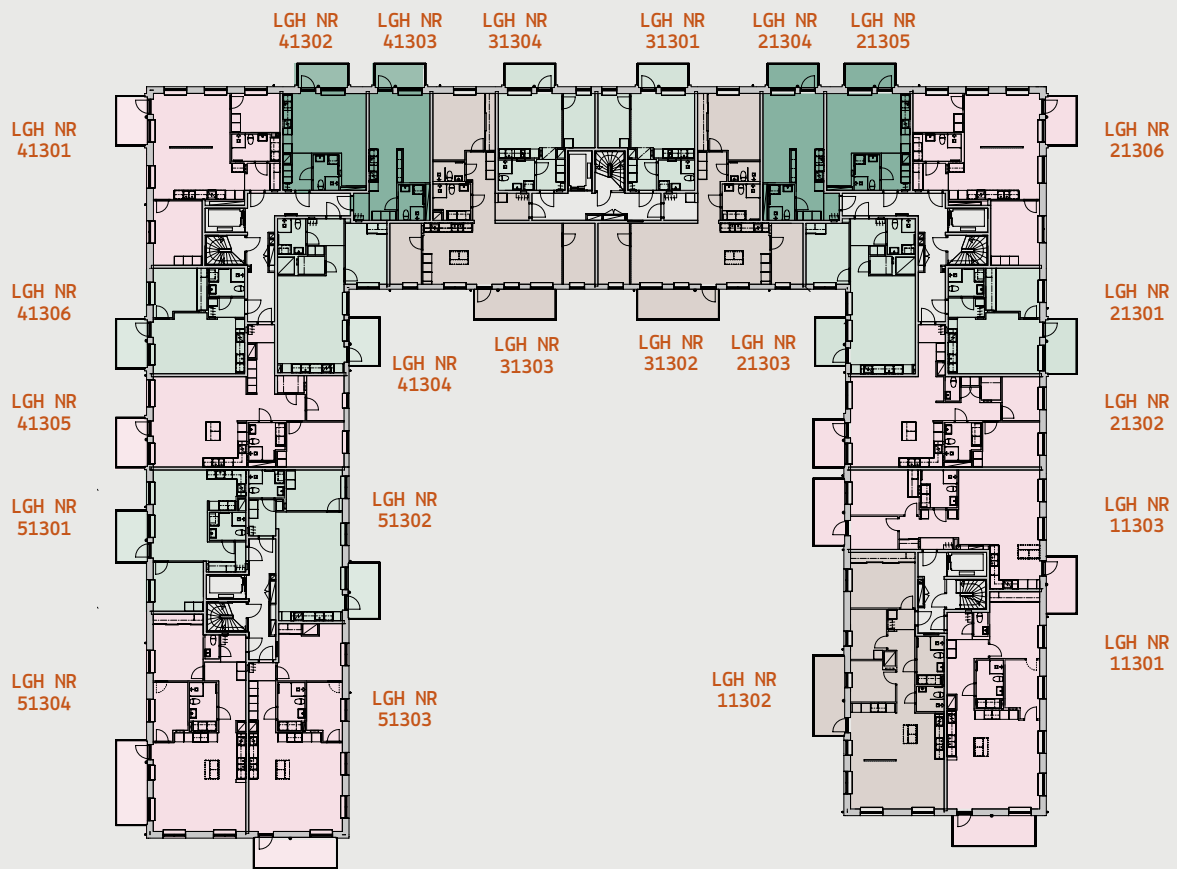 LGH NR
41302
LGH NR
41303
LGH NR
31304
LGH NR
31301
LGH NR
21304
LGH NR
21305
LGH NR
41301
LGH NR
21306
LGH NR
41306
LGH NR
21301
LGH NR
41304
LGH NR
31303
LGH NR
31302
LGH NR
21303
LGH NR
41305
LGH NR
21302
LGH NR
51301
LGH NR
51302
LGH NR
11303
LGH NR
51304
LGH NR
51303
LGH NR
11302
LGH NR
11301